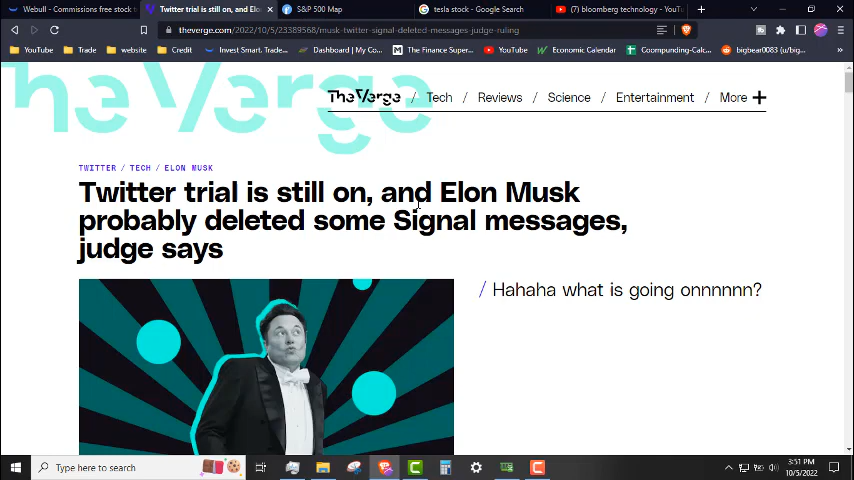 Webull - Commissions free stock t
Twitter trial is still on, and Elo
S&P 500 Map
tesla stock - Google Search
(7) bloomberg technology - YouTu
theverge.com/2022/10/5/23389568/musk-twitter-signal-deleted-messages-judge-ruling
YouTube
Trade
website
Credit
Invest Smart. Trade...
Dashboard | My Co...
The Finance Super...
YouTube
Economic Calendar
Coumpunding-Calc...
bigbear0083 (u/big...
The Verge
The Verge / Tech / Reviews / Science / Entertainment / More +
TWITTER / TECH / ELON MUSK
Twitter trial is still on, and Elon Musk
probably deleted some Signal messages,
judge says
/ Hahaha what is going onnnnnn?
Type here to search
3:51 PM
10/5/2022